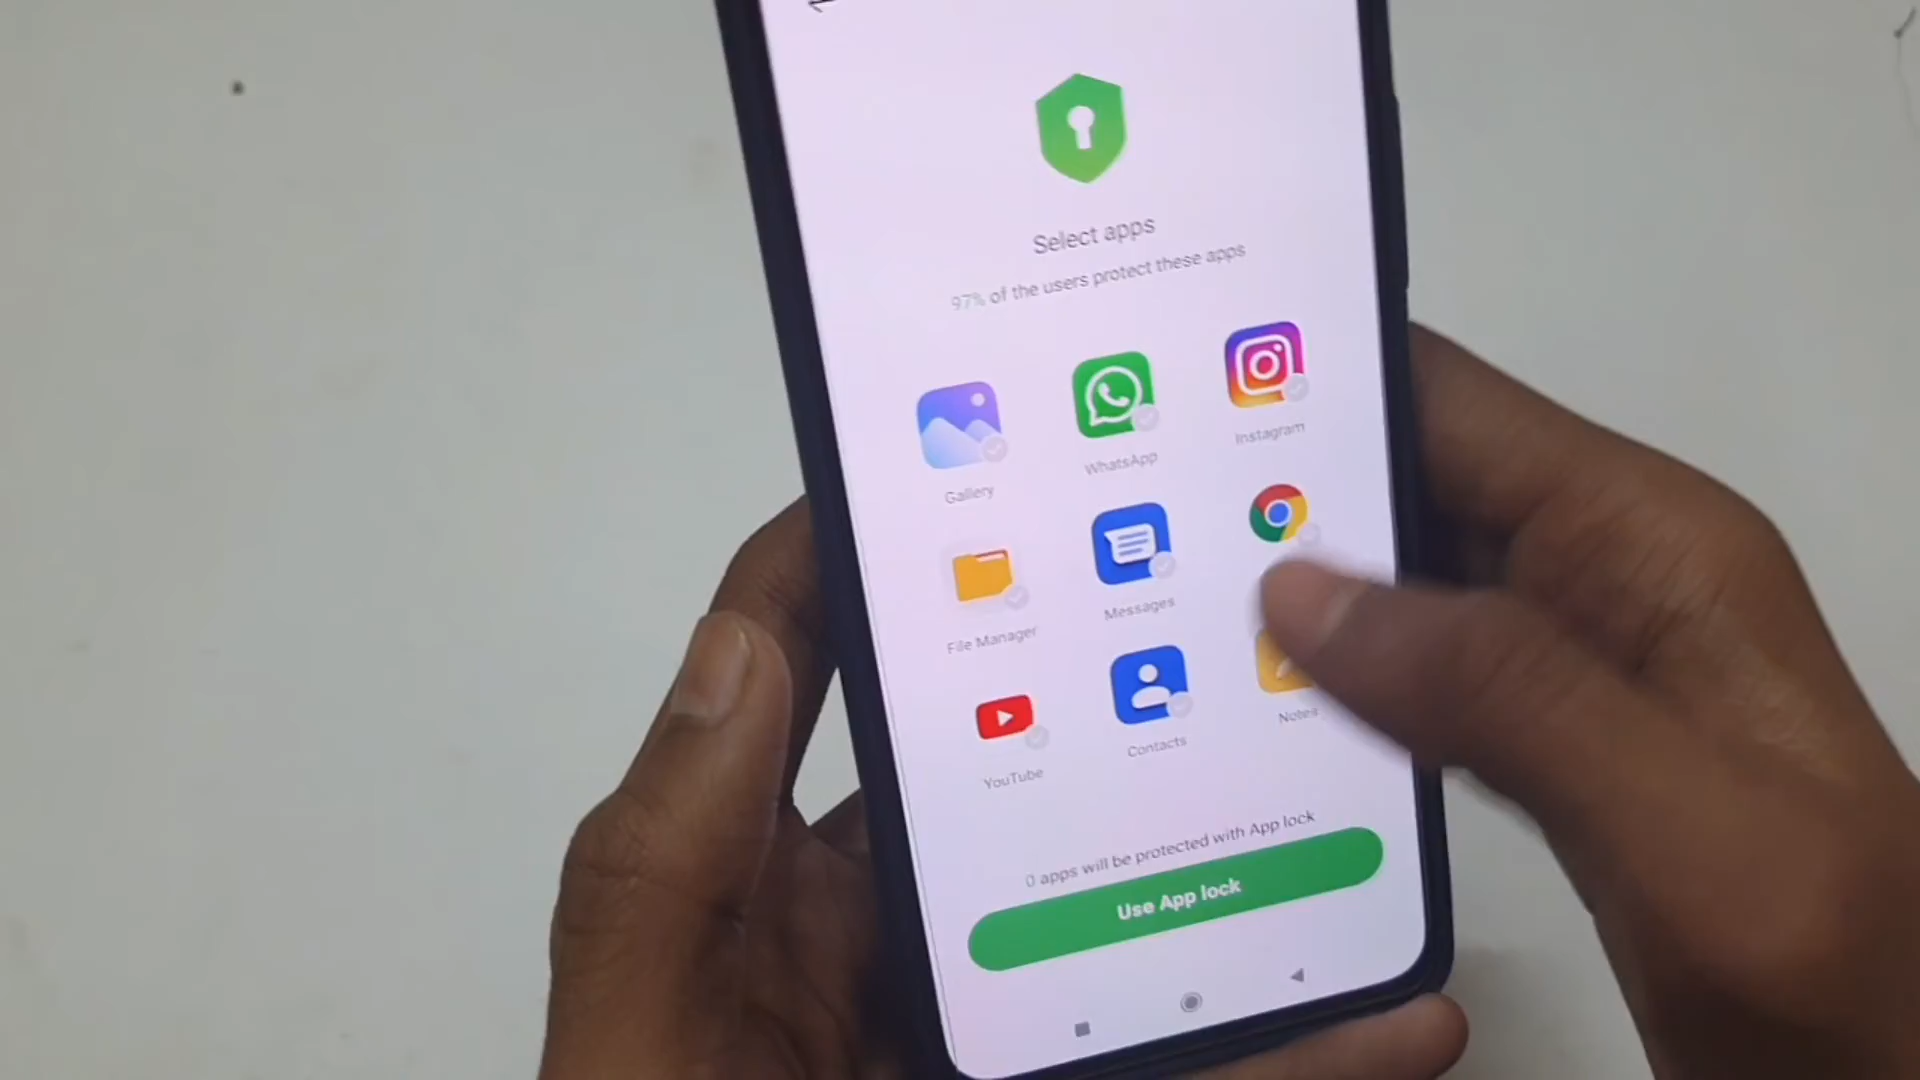 Select apps
97% of the users protect these apps
Gallery
WhatsApp
Instagram
File Manager
Messages
YouTube
Contacts
Notes
0 apps will be protected with App lock
Use App lock